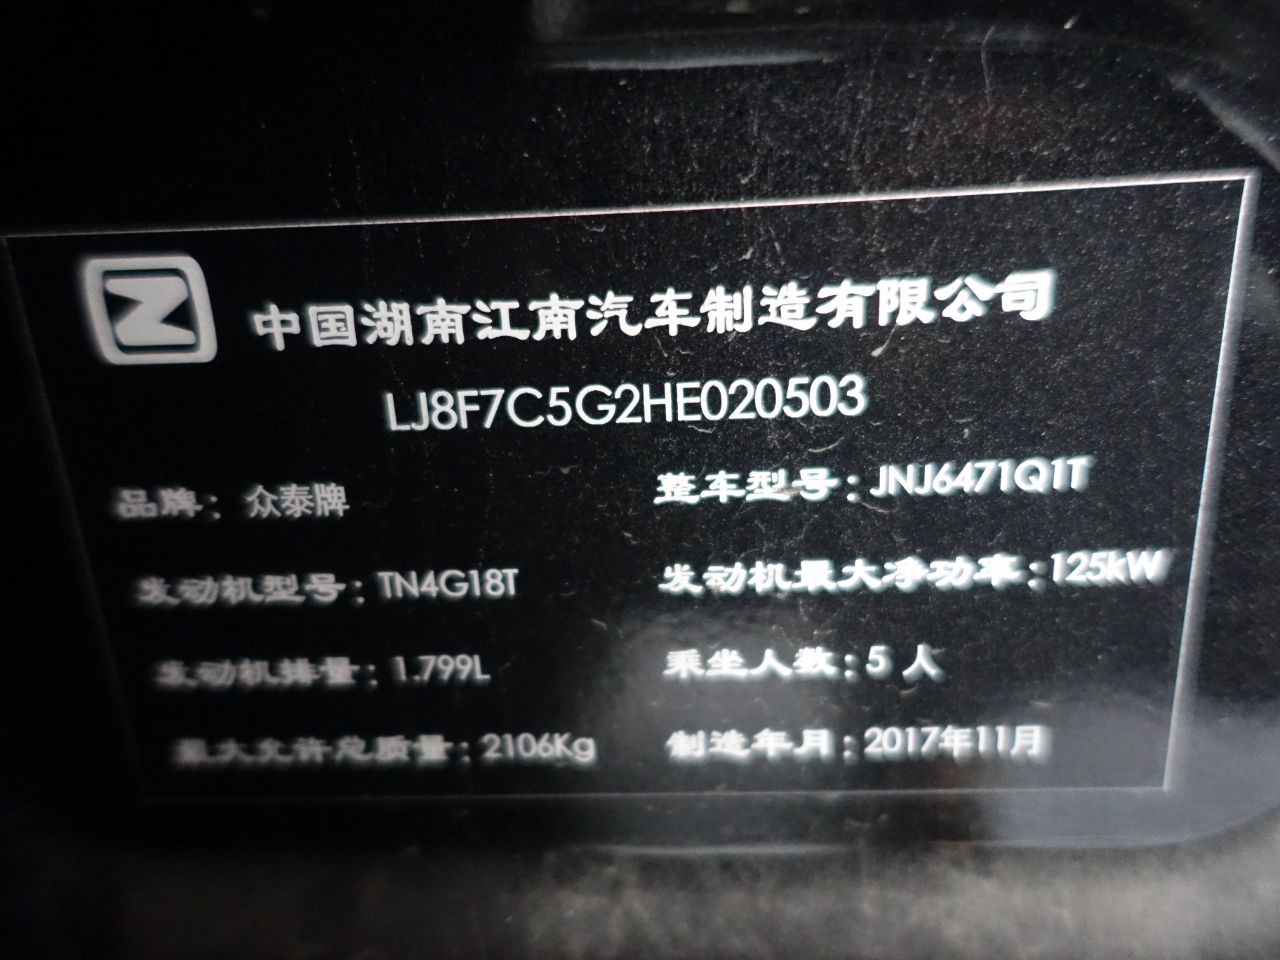 中国湖南江南汽车制造有限公司
LJ8F7C5G2HE020503
品牌：众泰牌 整车型号：JNJ6471Q1T
发动机型号：TN4G18T 发动机最大净功率：125kW
发动机排量：1.799L 乘坐人数：5 人
最大允许总质量：2106Kg 制造年月：2017年11月